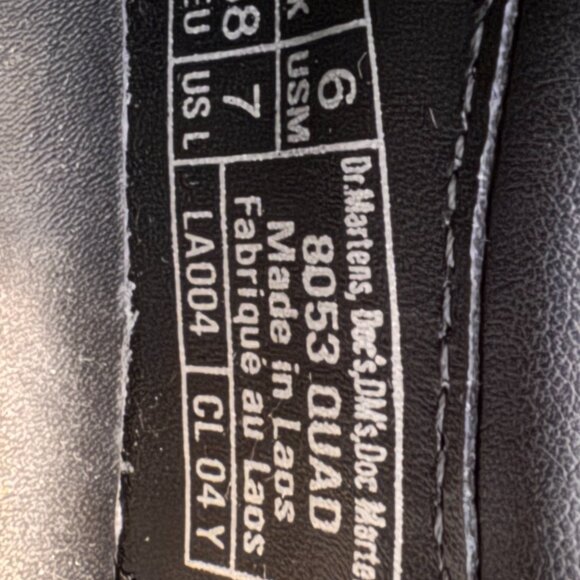 USM 6
EU 38
US L 7
Dr.Martens, Doc's,DM's,Doc Marte
8053 QUAD
Made in Laos
Fabriqué au Laos
LA004 CL 04 Y